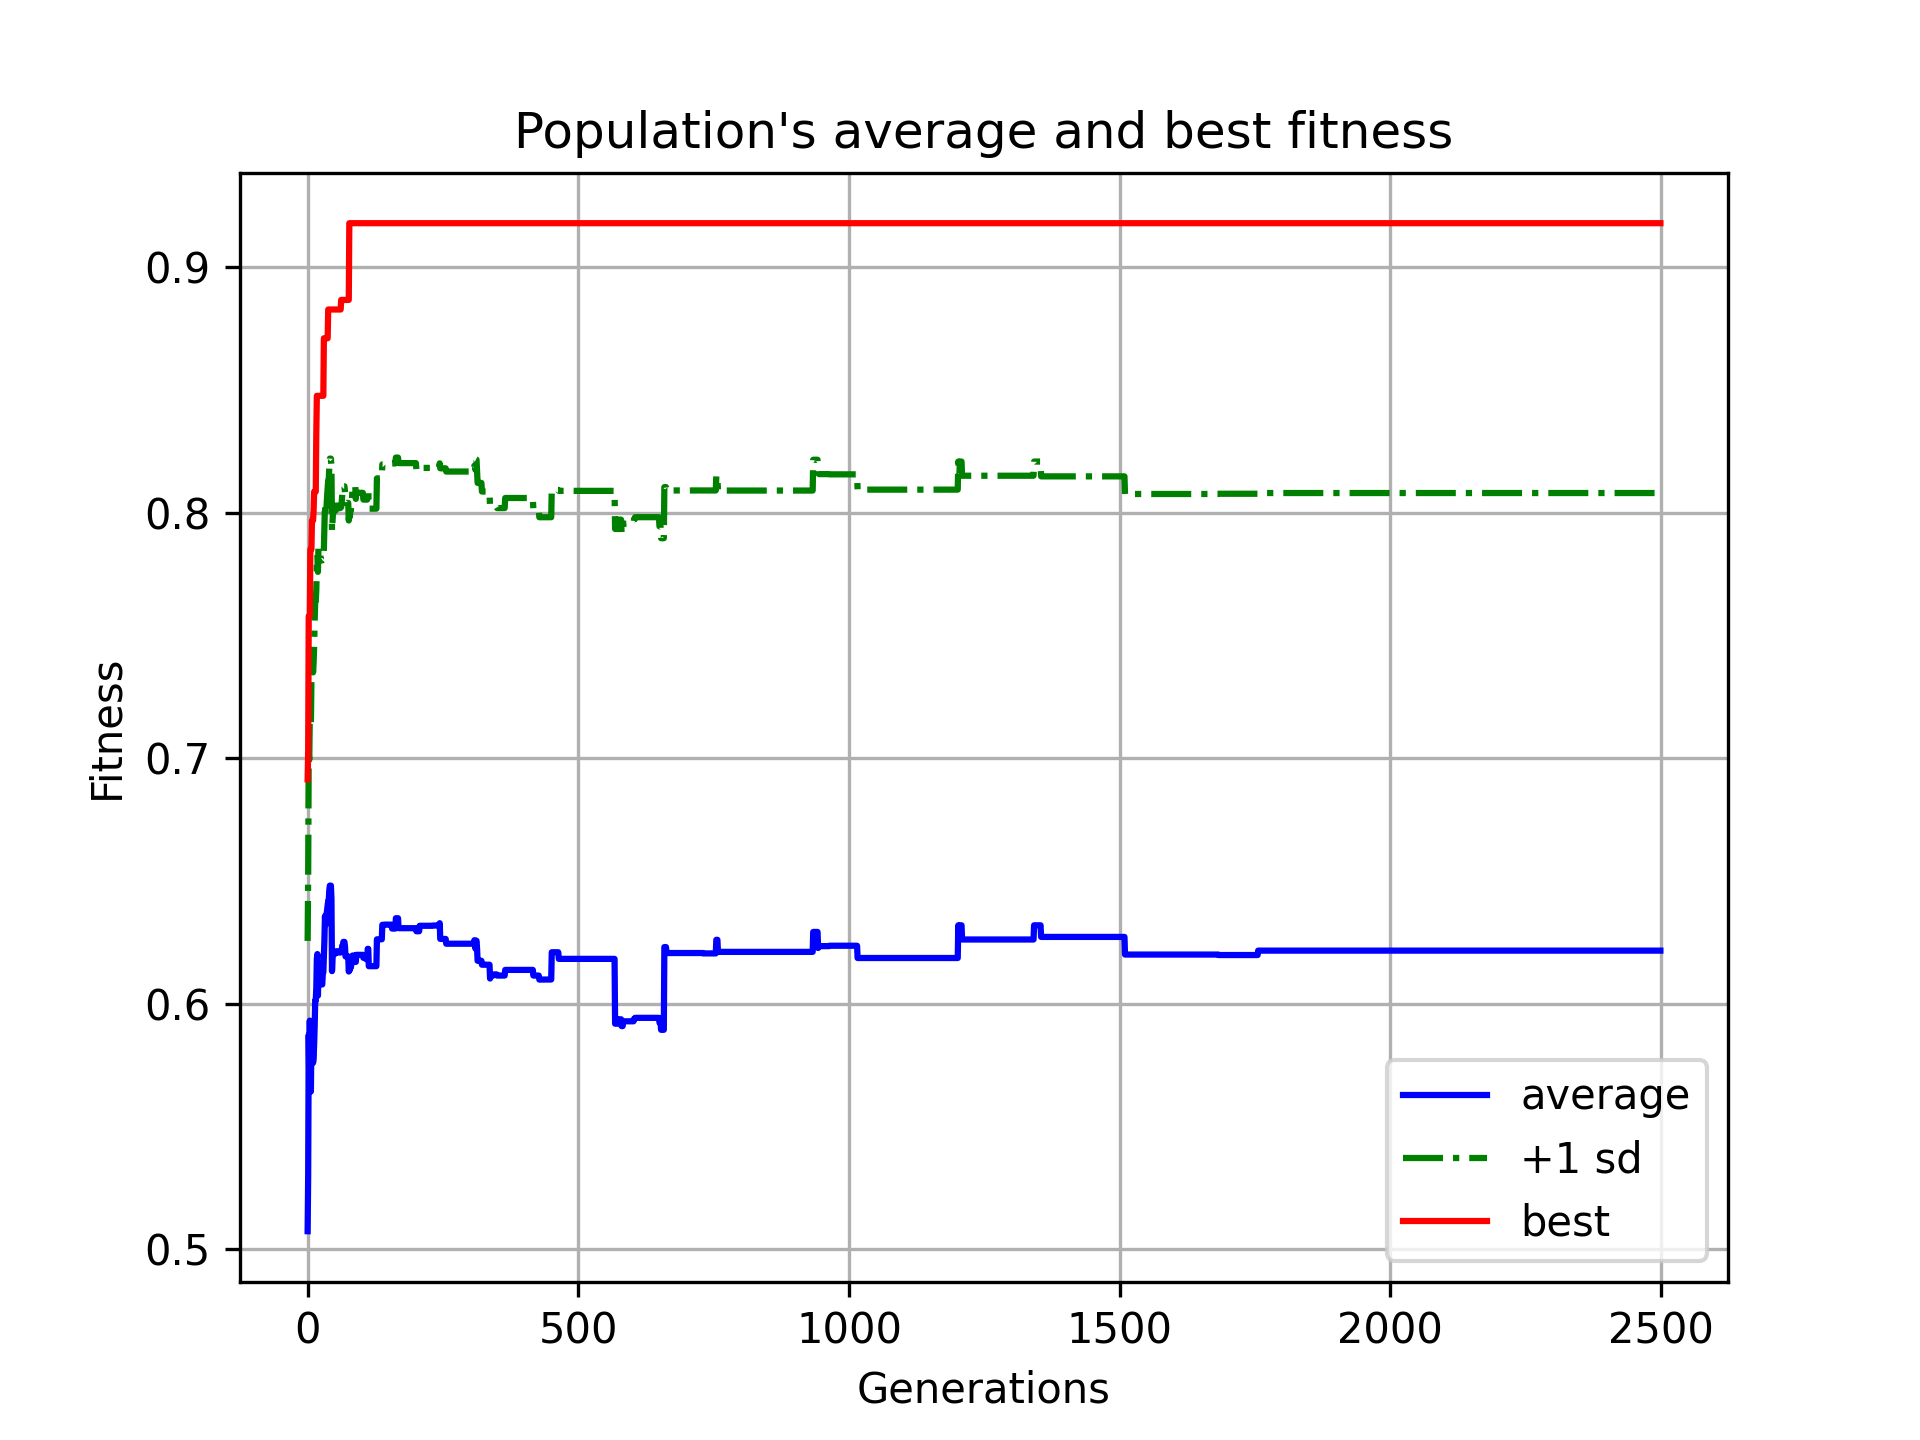 Population's average and best fitness
Fitness
0.9
0.8
0.7
0.6
0.5
0
500
1000
1500
2000
2500
Generations
average
+1 sd
best